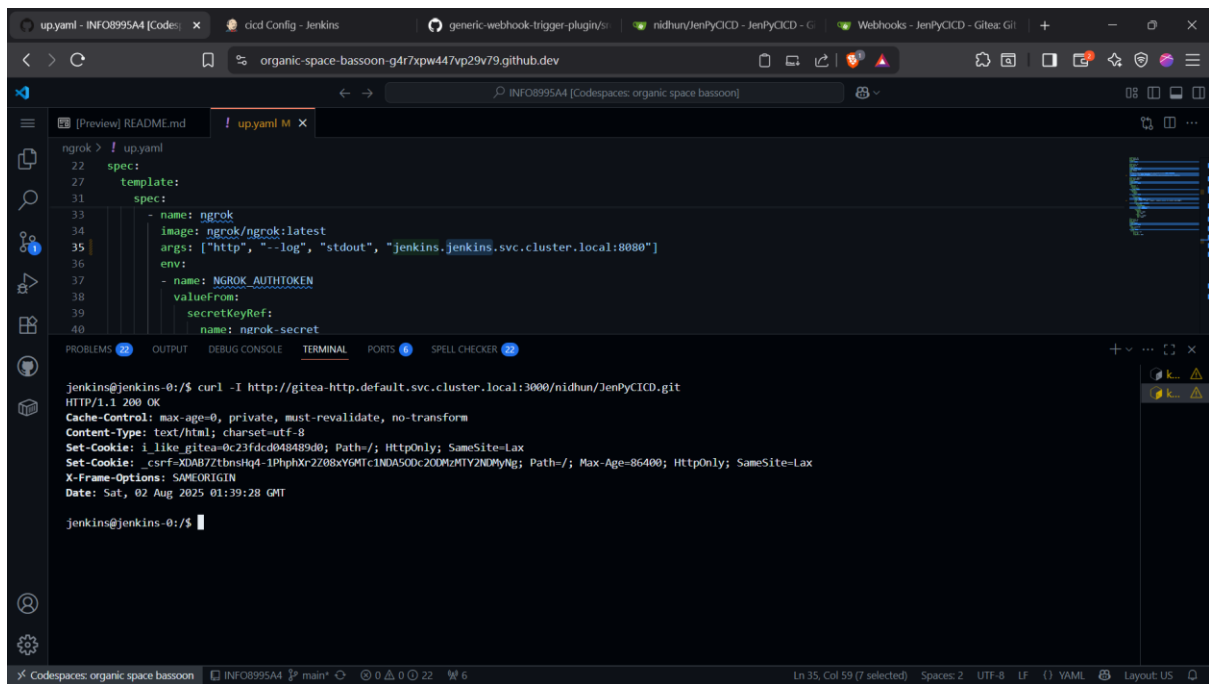 up.yaml - INFO8995A4 [Codes
cicd Config - Jenkins
generic-webhook-trigger-plugin/sr
nidhun/JenPyCICD - JenPyCICD - G
Webhooks - JenPyCICD - Gitea: Git
organic-space-bassoon-g4r7xpw447vp29v79.github.dev
INFO8995A4 [Codespaces: organic space bassoon]
[Preview] README.md
! up.yaml M
ngrok > ! up.yaml
22 spec:
27 template:
31 spec:
33 - name: ngrok
34 image: ngrok/ngrok:latest
35 args: ["http", "--log", "stdout", "jenkins.jenkins.svc.cluster.local:8080"]
36 env:
37 - name: NGROK_AUTHTOKEN
38 valueFrom:
39 secretKeyRef:
40 name: ngrok-secret
PROBLEMS 22 OUTPUT DEBUG CONSOLE TERMINAL PORTS 6 SPELL CHECKER 22
jenkins@jenkins-0:/$ curl -I http://gitea-http.default.svc.cluster.local:3000/nidhun/JenPyCICD.git
HTTP/1.1 200 OK
Cache-Control: max-age=0, private, must-revalidate, no-transform
Content-Type: text/html; charset=utf-8
Set-Cookie: i_like_gitea=0c23fdcd048489d0; Path=/; HttpOnly; SameSite=Lax
Set-Cookie: _csrf=XDAB7ZtbnsHq4-1PhphXr2Z08xY6MTc1NDA5ODc2ODMzMTY2NDMyNg; Path=/; Max-Age=86400; HttpOnly; SameSite=Lax
X-Frame-Options: SAMEORIGIN
Date: Sat, 02 Aug 2025 01:39:28 GMT
jenkins@jenkins-0:/$
k...
k...
Codespaces: organic space bassoon INFO8995A4 main* 0 0 22 6 Ln 35, Col 59 (7 selected) Spaces: 2 UTF-8 LF {} YAML Layout: US